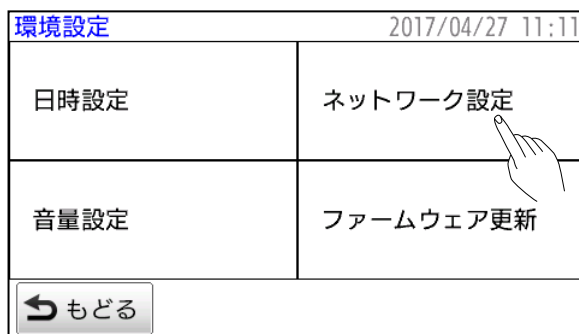 環境設定 2017/04/27 11:11
日時設定 ネットワーク設定
音量設定 ファームウェア更新
もどる